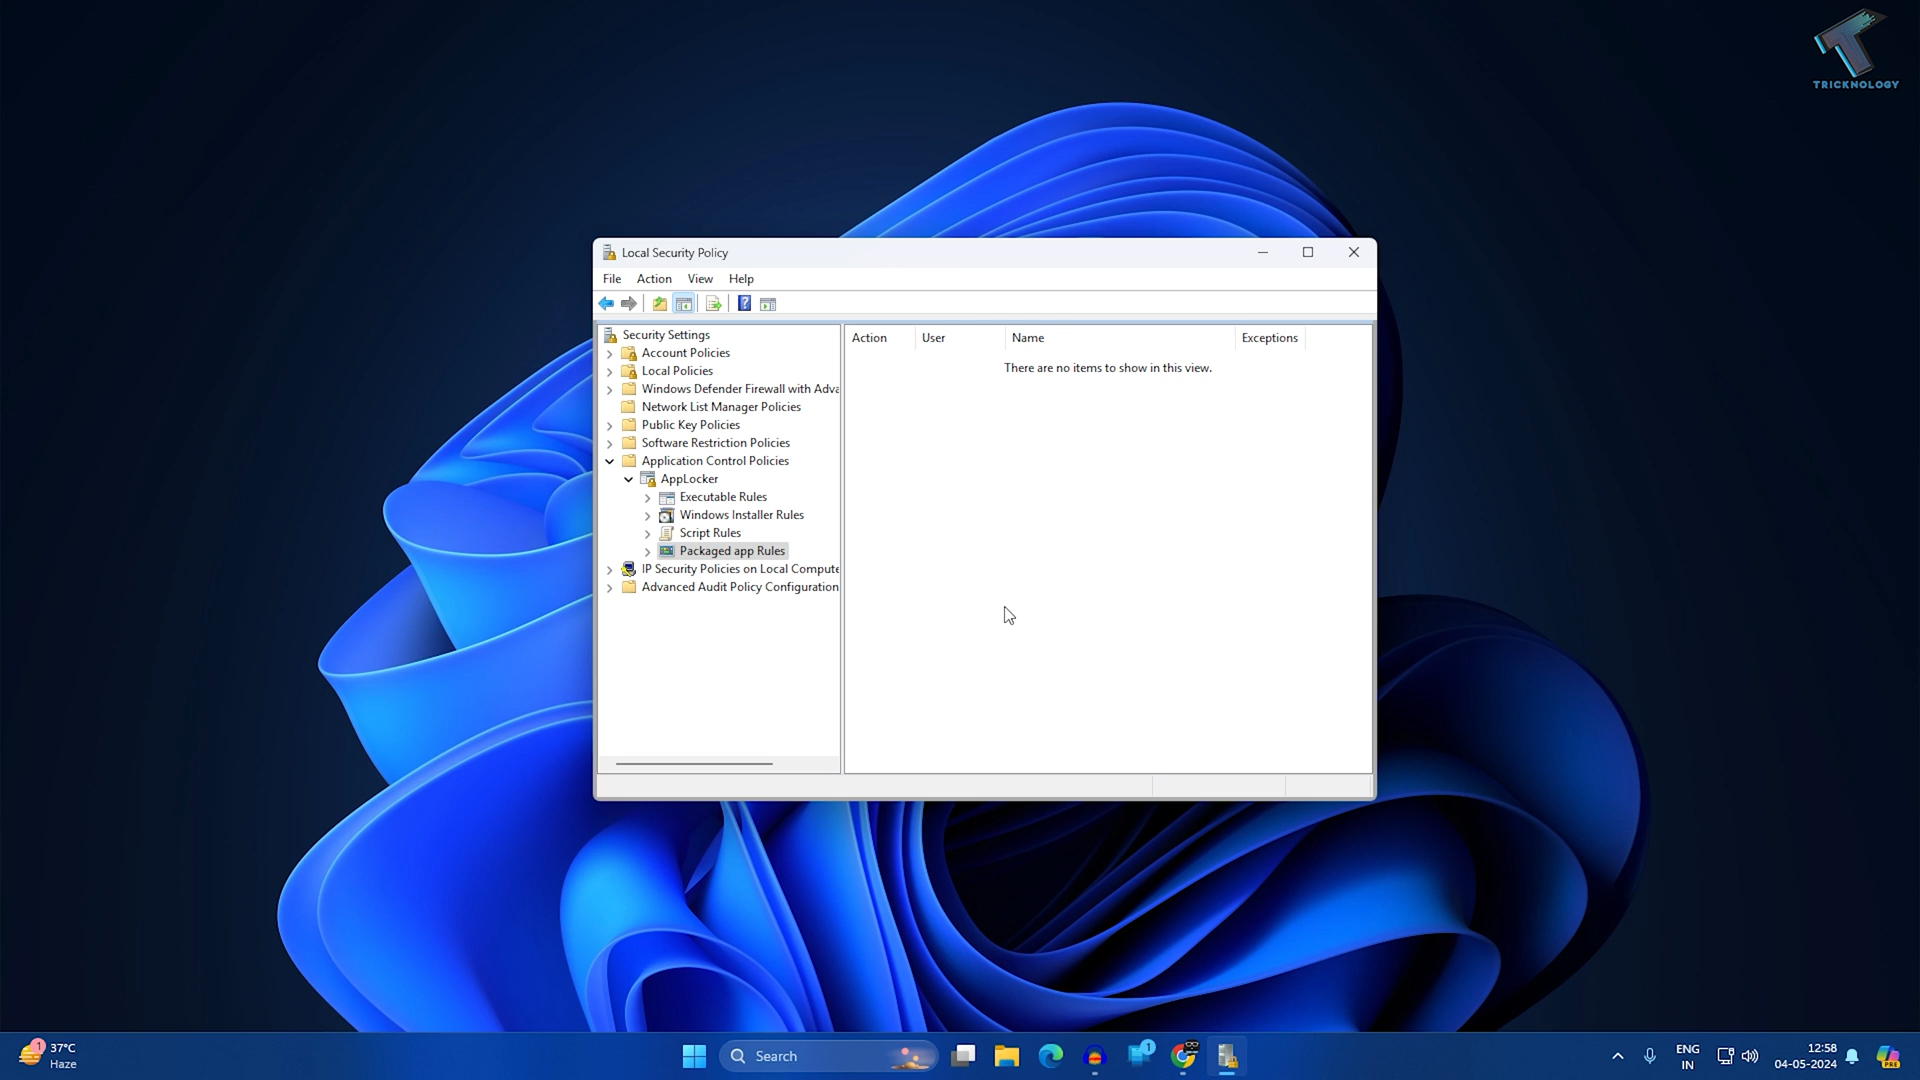 TRICKNOLOGY
Local Security Policy
File Action View Help
Security Settings
Account Policies
Local Policies
Windows Defender Firewall with Adva
Network List Manager Policies
Public Key Policies
Software Restriction Policies
Application Control Policies
AppLocker
Executable Rules
Windows Installer Rules
Script Rules
Packaged app Rules
IP Security Policies on Local Compute
Advanced Audit Policy Configuration
Action User Name Exceptions
There are no items to show in this view.
1
37°C
Haze
Search
1
ENG
IN
12:58
04-05-2024
PRE